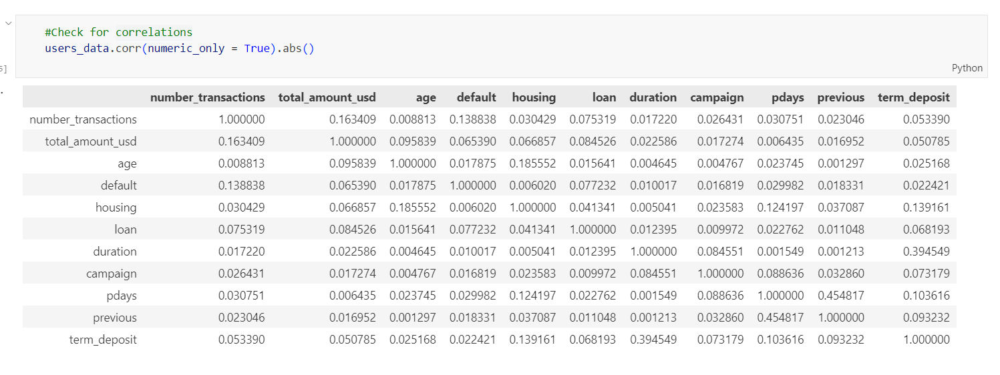 #Check for correlations
users_data.corr(numeric_only = True).abs()
5]
Python
number_transactions total_amount_usd age default housing loan duration campaign pdays previous term_deposit
number_transactions 1.000000 0.163409 0.008813 0.138838 0.030429 0.075319 0.017220 0.026431 0.030751 0.023046 0.053390
total_amount_usd 0.163409 1.000000 0.095839 0.065390 0.066857 0.084526 0.022586 0.017274 0.006435 0.016952 0.050785
age 0.008813 0.095839 1.000000 0.017875 0.185552 0.015641 0.004645 0.004767 0.023745 0.001297 0.025168
default 0.138838 0.065390 0.017875 1.000000 0.006020 0.077232 0.010017 0.016819 0.029982 0.018331 0.022421
housing 0.030429 0.066857 0.185552 0.006020 1.000000 0.041341 0.005041 0.023583 0.124197 0.037087 0.139161
loan 0.075319 0.084526 0.015641 0.077232 0.041341 1.000000 0.012395 0.009972 0.022762 0.011048 0.068193
duration 0.017220 0.022586 0.004645 0.010017 0.005041 0.012395 1.000000 0.084551 0.001549 0.001213 0.394549
campaign 0.026431 0.017274 0.004767 0.016819 0.023583 0.009972 0.084551 1.000000 0.088636 0.032860 0.073179
pdays 0.030751 0.006435 0.023745 0.029982 0.124197 0.022762 0.001549 0.088636 1.000000 0.454817 0.103616
previous 0.023046 0.016952 0.001297 0.018331 0.037087 0.011048 0.001213 0.032860 0.454817 1.000000 0.093232
term_deposit 0.053390 0.050785 0.025168 0.022421 0.139161 0.068193 0.394549 0.073179 0.103616 0.093232 1.000000